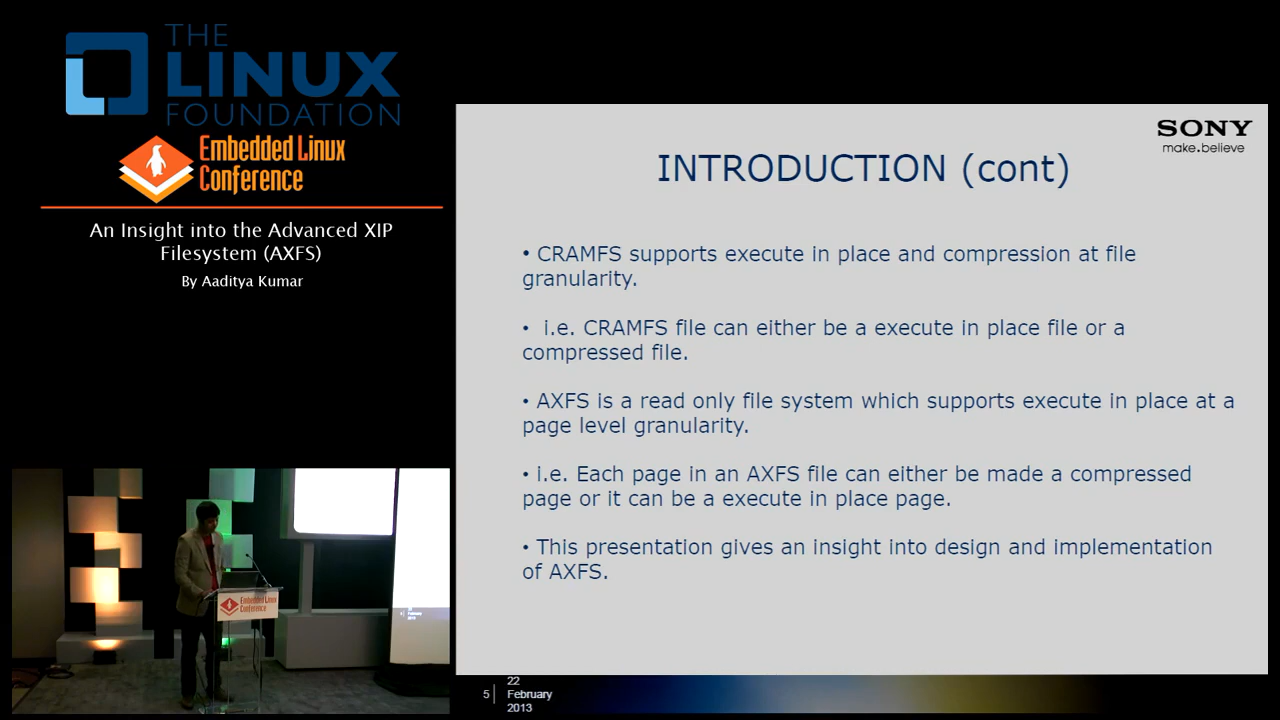 THE
LINUX
FOUNDATION
Embedded Linux
Conference
An Insight into the Advanced XIP
Filesystem (AXFS)
By Aaditya Kumar
SONY
make.believe
INTRODUCTION (cont)
• CRAMFS supports execute in place and compression at file
granularity.
• i.e. CRAMFS file can either be a execute in place file or a
compressed file.
• AXFS is a read only file system which supports execute in place at a
page level granularity.
• i.e. Each page in an AXFS file can either be made a compressed
page or it can be a execute in place page.
• This presentation gives an insight into design and implementation
of AXFS.
5
22
February
2013
Embedded Linux
Conference